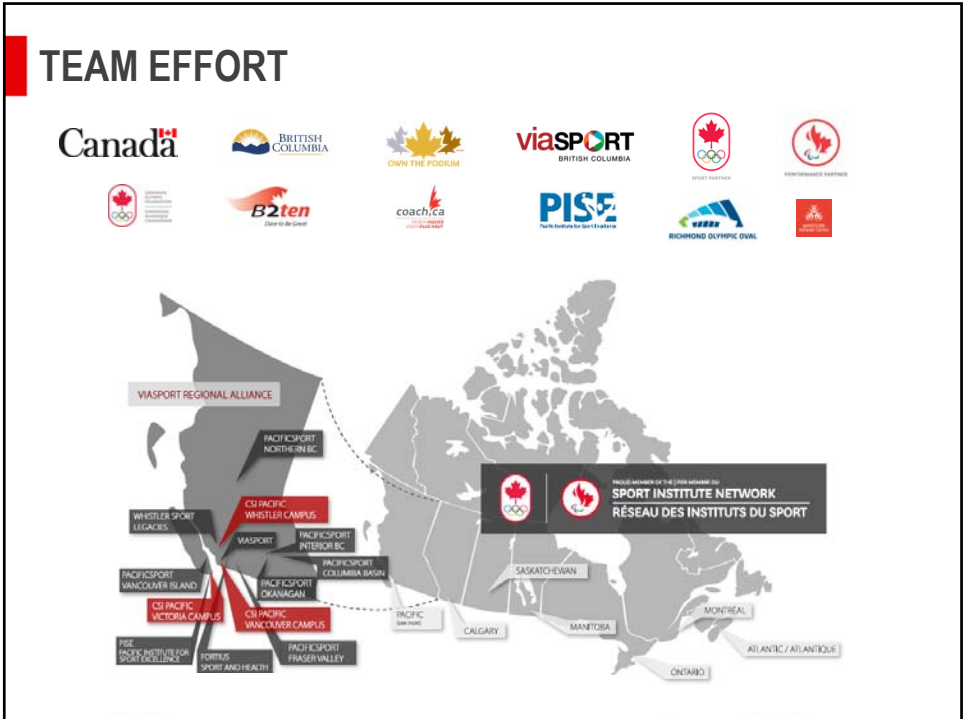 TEAM EFFORT
Canada
BRITISH
COLUMBIA
OWN THE PODIUM
viaSPORT
BRITISH COLUMBIA
SPORT PARTNER
PERFORMANCE PARTNER
B2ten
Dare to Be Great!
coach.ca
PISE
Pacific Institute for Sport Excellence
RICHMOND OLYMPIC OVAL
VIASPORT REGIONAL ALLIANCE
PACIFICSPORT
NORTHERN BC
CSI PACIFIC
WHISTLER CAMPUS
WHISTLER SPORT
LEGACIES
VIASPORT
PACIFICSPORT
INTERIOR BC
PACIFICSPORT
COLUMBIA BASIN
PACIFICSPORT
VANCOUVER ISLAND
PACIFICSPORT
OKANAGAN
CSI PACIFIC
VICTORIA CAMPUS
CSI PACIFIC
VANCOUVER CAMPUS
PISE
PACIFIC INSTITUTE FOR
SPORT EXCELLENCE
FORTIUS
SPORT AND HEALTH
PACIFICSPORT
FRASER VALLEY
PROUD MEMBER OF THE | FIER MEMBRE DU
SPORT INSTITUTE NETWORK
RÉSEAU DES INSTITUTS DU SPORT
PACIFIC
CALGARY
SASKATCHEWAN
MANITOBA
ONTARIO
MONTRÉAL
ATLANTIC / ATLANTIQUE